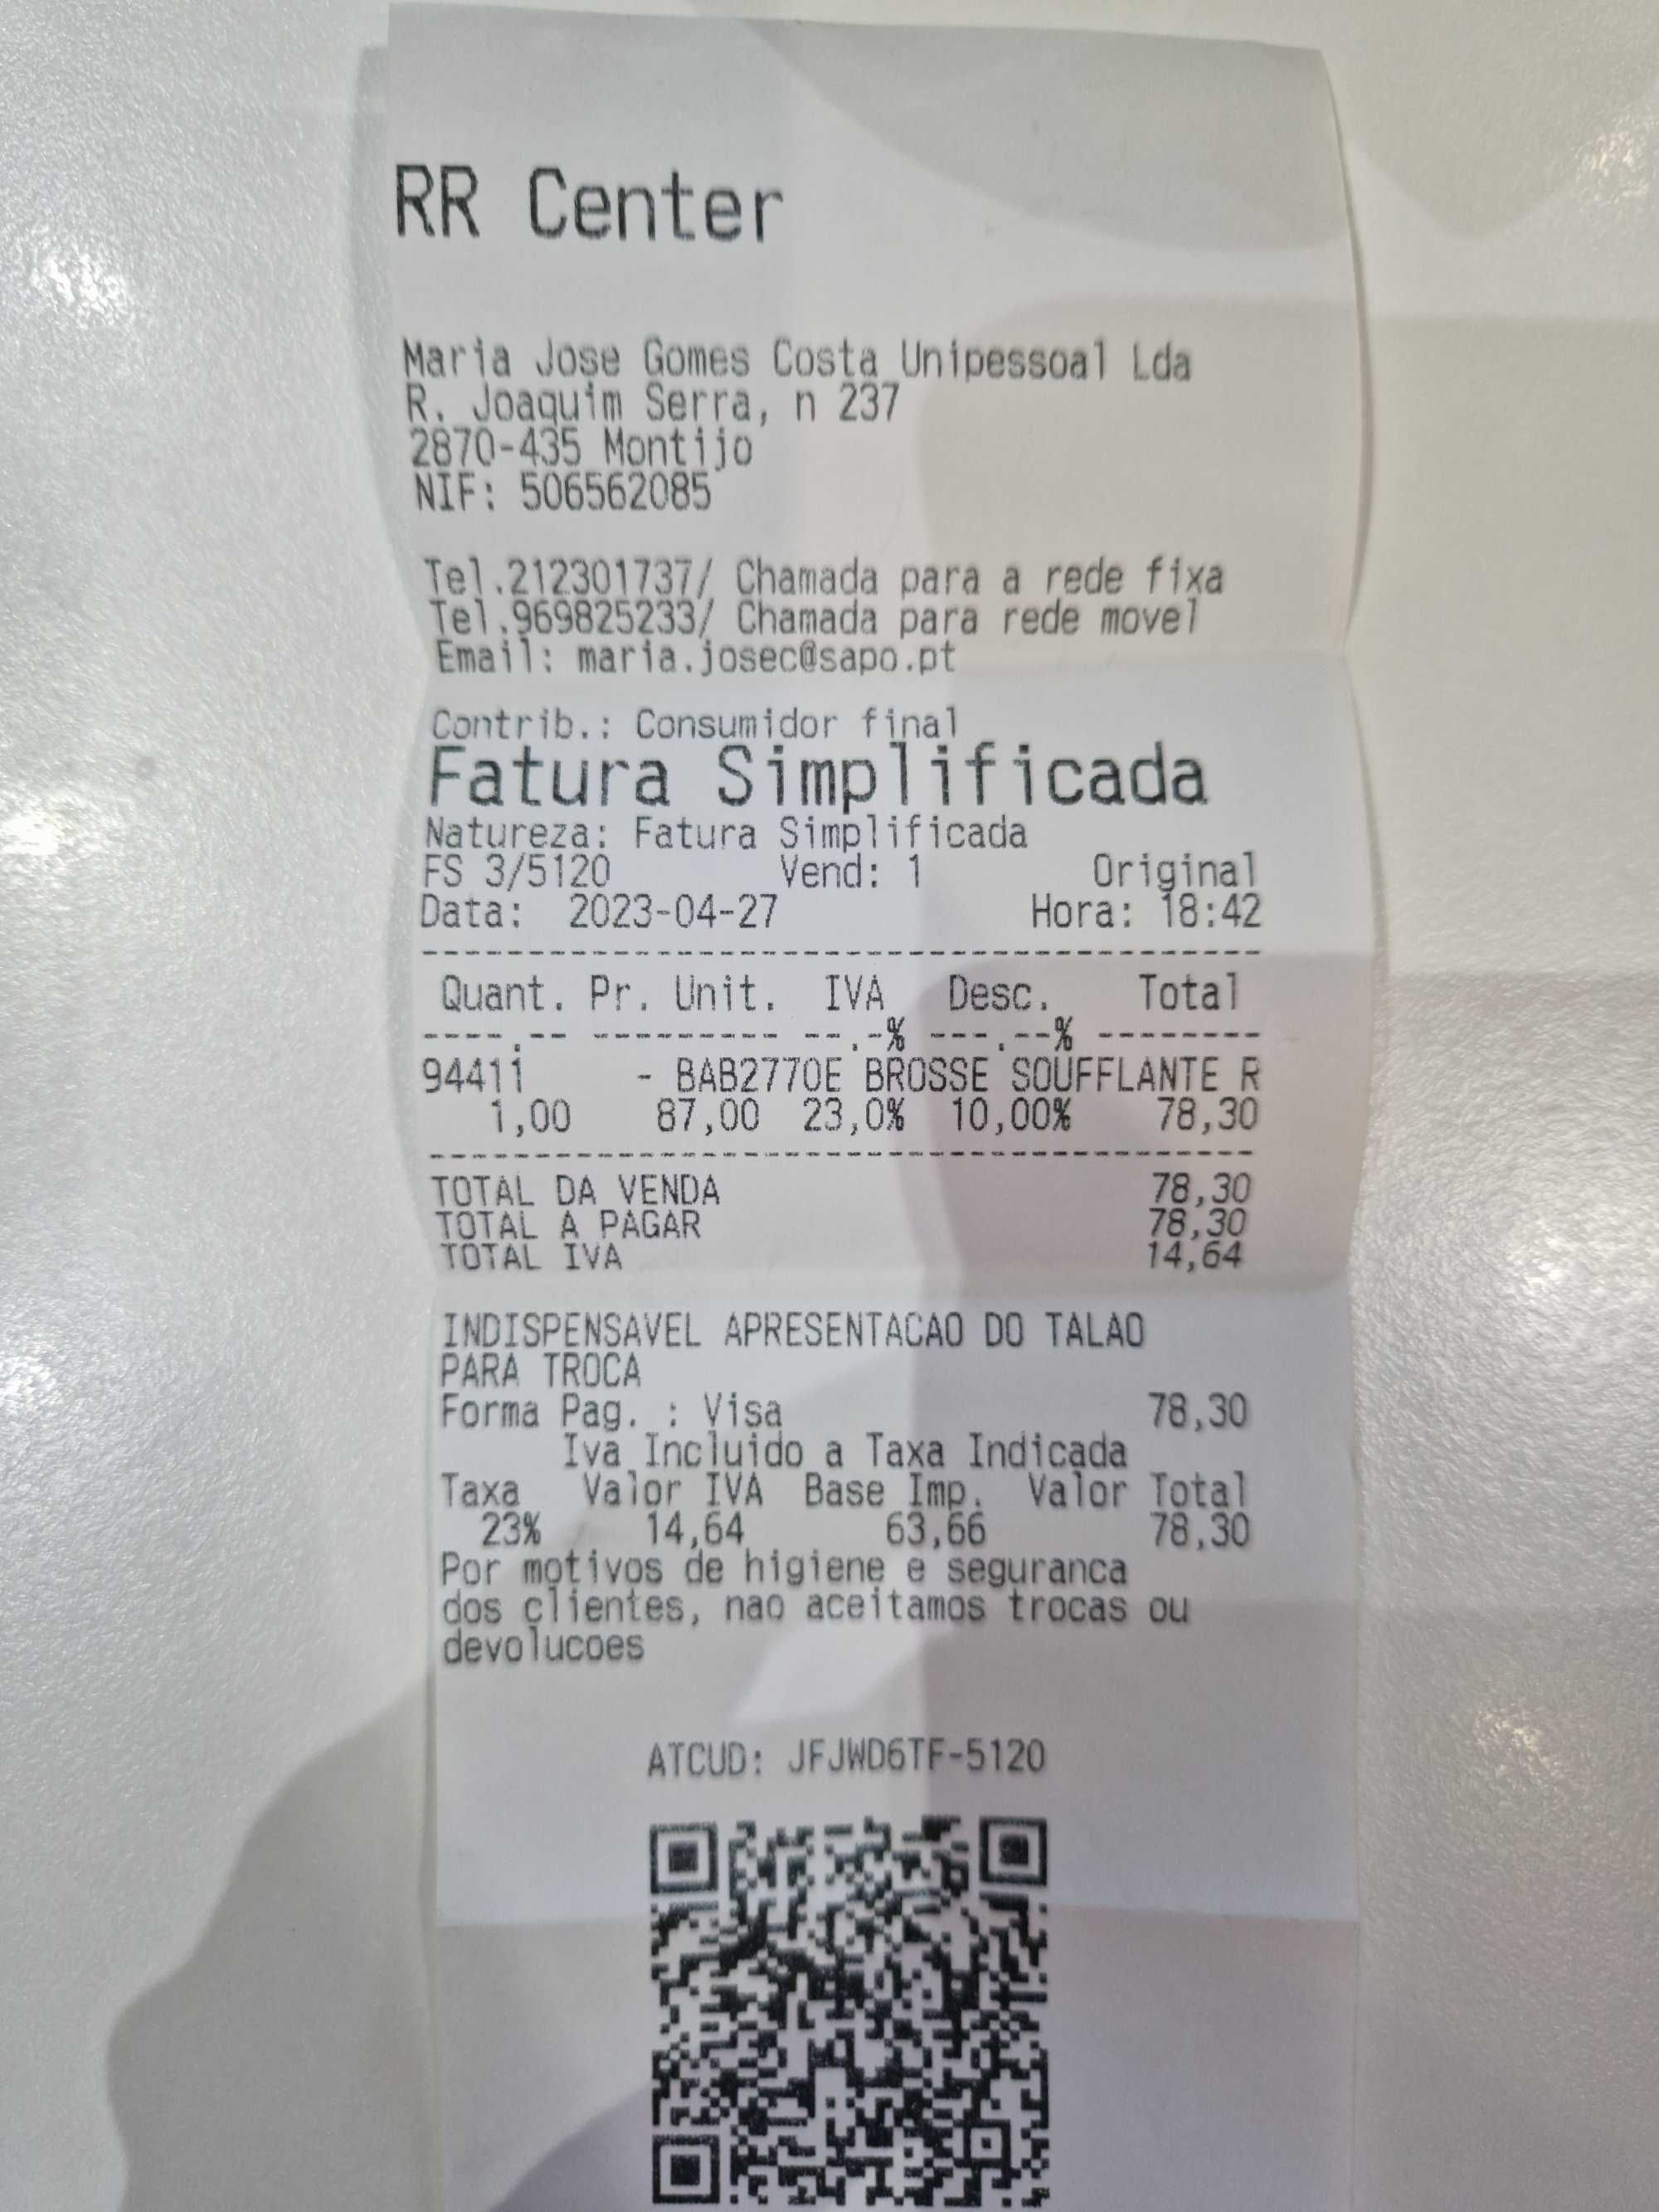 RR Center
Maria Jose Gomes Costa Unipessoal Lda
R. Joaquim Serra, n 237
2870-435 Montijo
NIF: 506562085
Tel.212301737/ Chamada para a rede fixa
Tel.969825233/ Chamada para rede movel
Email: maria.josec@sapo.pt
Contrib.: Consumidor final
Fatura Simplificada
Natureza: Fatura Simplificada
FS 3/5120 Vend: 1 Original
Data: 2023-04-27 Hora: 18:42
Quant. Pr. Unit. IVA Desc. Total
----.-- --------- --.-% ---.--% --------
94411 - BAB2770E BROSSE SOUFFLANTE R
1,00 87,00 23,0% 10,00% 78,30
TOTAL DA VENDA 78,30
TOTAL A PAGAR 78,30
TOTAL IVA 14,64
INDISPENSAVEL APRESENTACAO DO TALAO
PARA TROCA
Forma Pag. : Visa 78,30
Iva Incluido a Taxa Indicada
Taxa Valor IVA Base Imp. Valor Total
23% 14,64 63,66 78,30
Por motivos de higiene e seguranca
dos clientes, nao aceitamos trocas ou
devolucoes
ATCUD: JFJWD6TF-5120